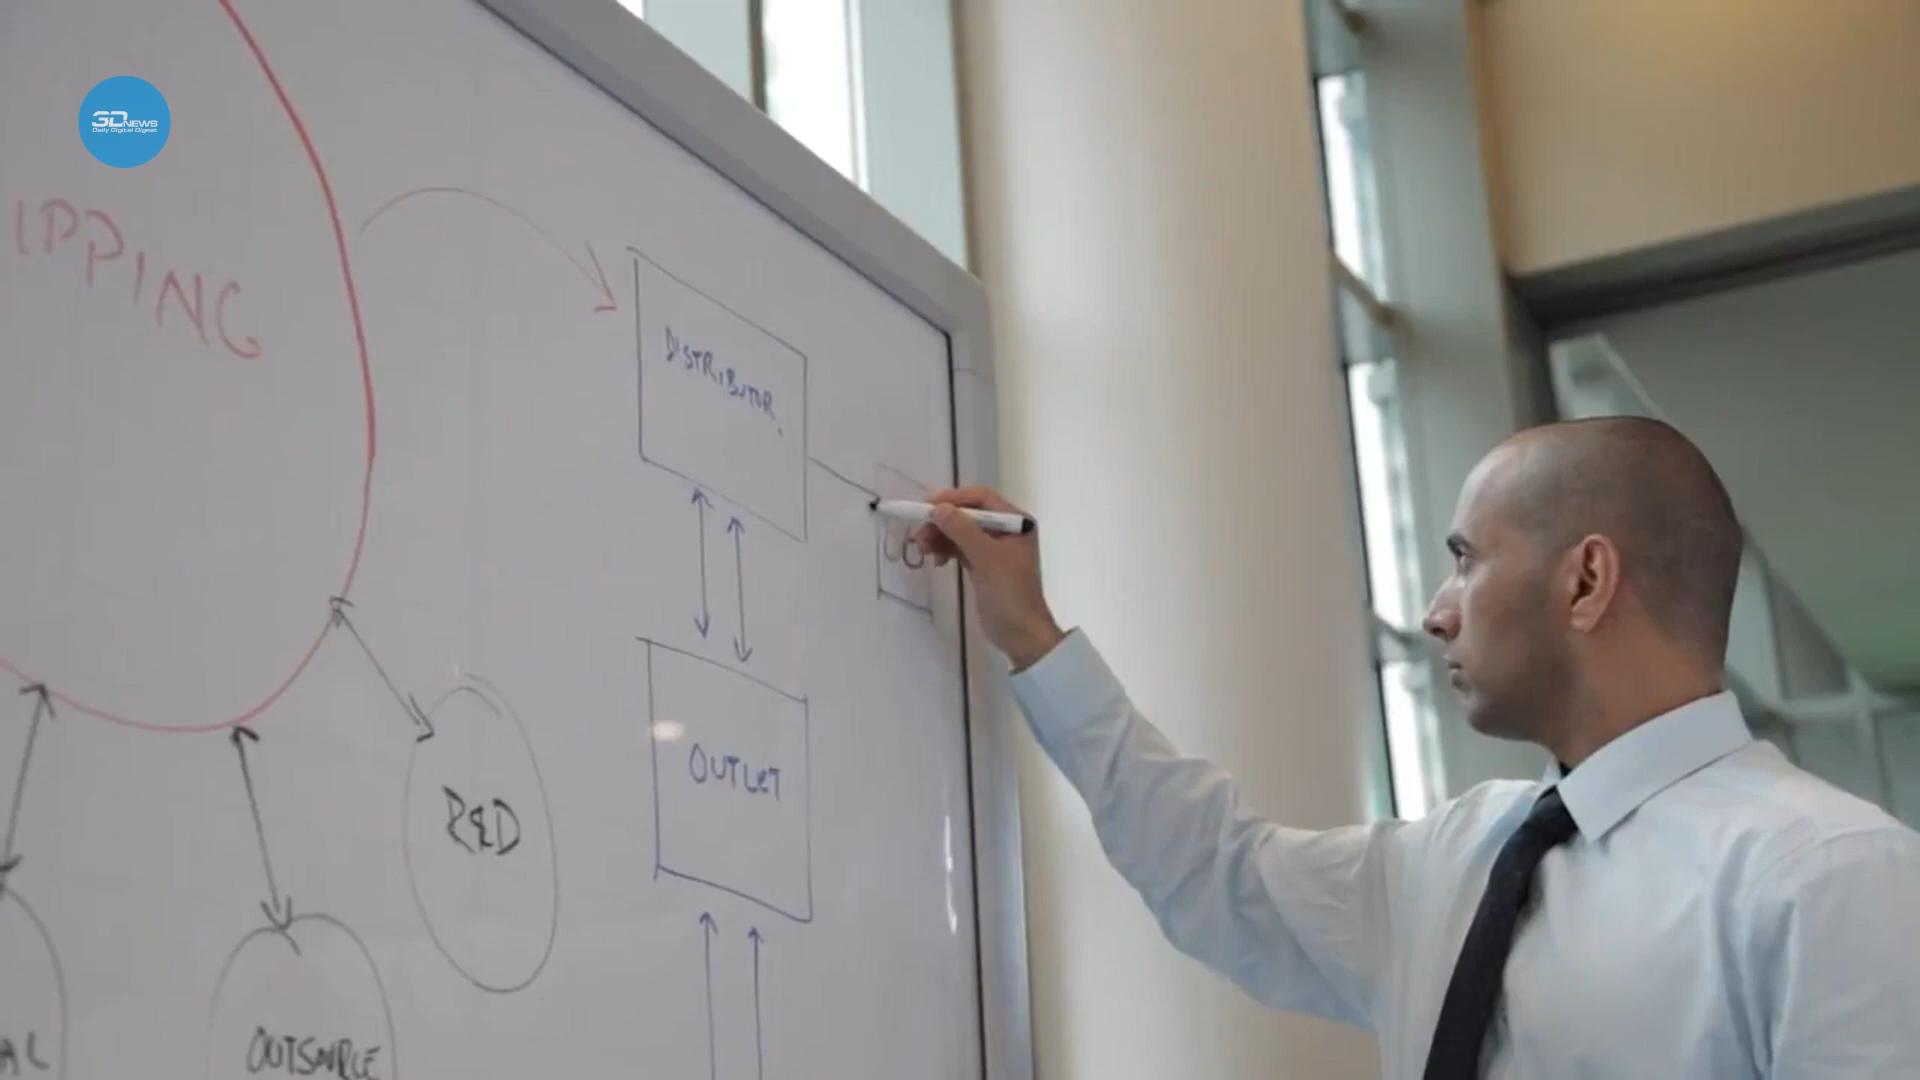 3DNEWS
Daily Digital Digest
IPPING
DISTRIBUTOR
OUTLET
R&D
OUTSOURCE
AL